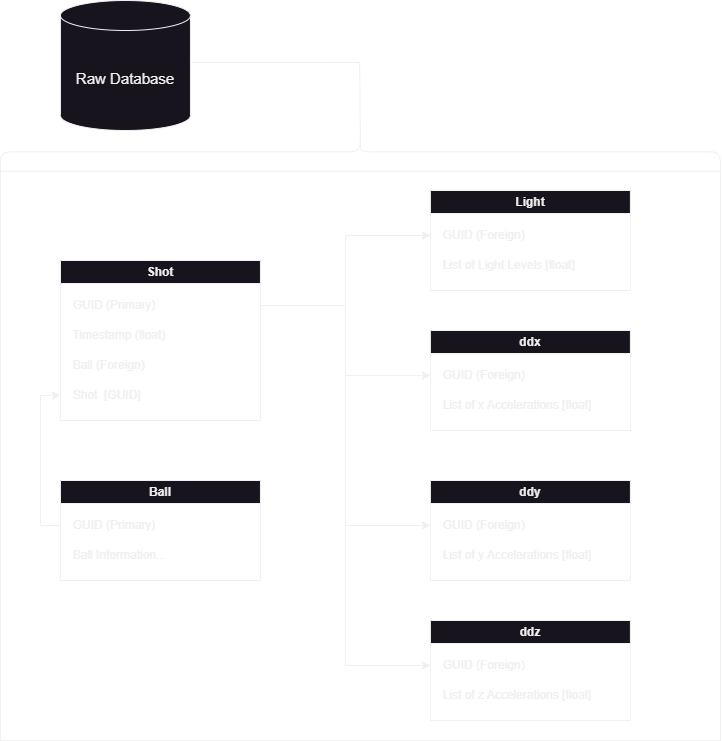 Raw Database
Shot
GUID (Primary)
Timestamp (float)
Ball (Foreign)
Shot [GUID]
Ball
GUID (Primary)
Ball Information...
Light
GUID (Foreign)
List of Light Levels [float]
ddx
GUID (Foreign)
List of x Accelerations [float]
ddy
GUID (Foreign)
List of y Accelerations [float]
ddz
GUID (Foreign)
List of z Accelerations [float]